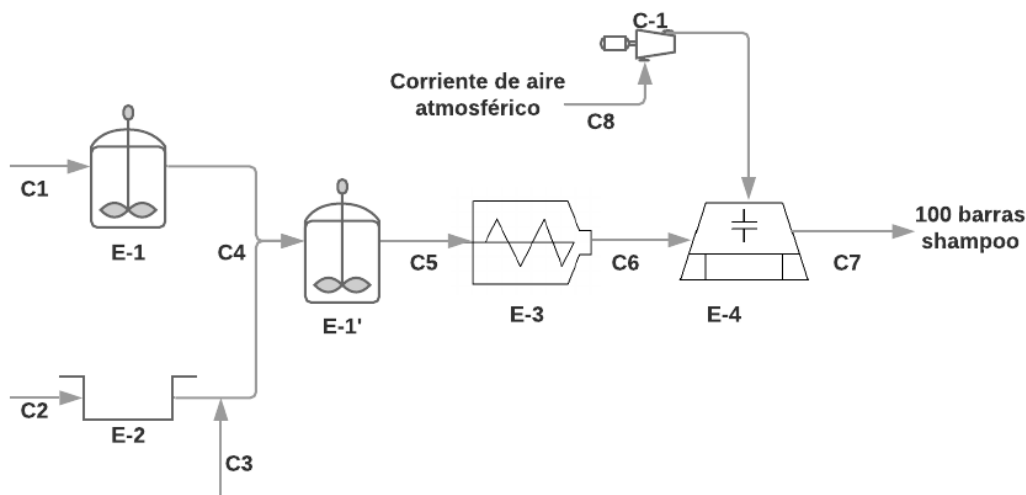 C-1
Corriente de aire
atmosférico
C8
C1
E-1
C4
E-1'
C5
E-3
C6
E-4
C7
100 barras
shampoo
C2
E-2
C3